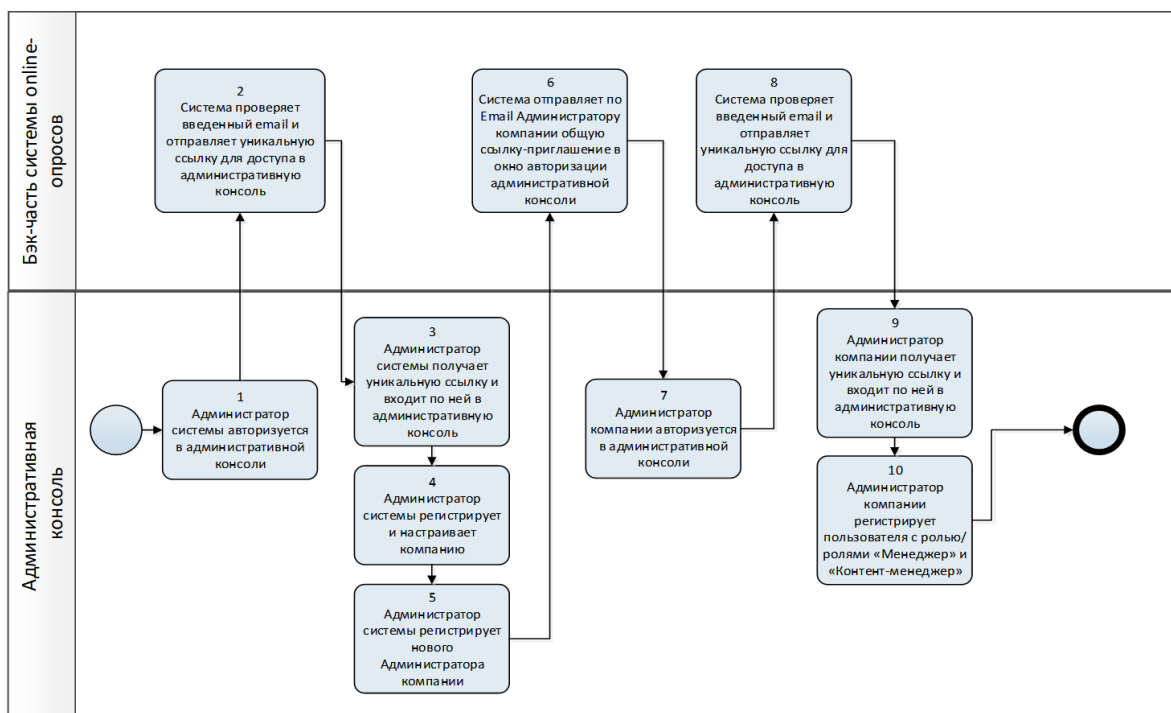 Бэк-часть системы online-
опросов
2
Система проверяет
введенный email и
отправляет уникальную
ссылку для доступа в
административную
консоль
6
Система отправляет по
Email Администратору
компании общую
ссылку-приглашение в
окно авторизации
административной
консоли
8
Система проверяет
введенный email и
отправляет
уникальную ссылку для
доступа в
административную
консоль
Административная
консоль
1
Администратор
системы авторизуется
в административной
консоли
3
Администратор
системы получает
уникальную ссылку и
входит по ней в
административную
консоль
4
Администратор
системы регистрирует
и настраивает
компанию
5
Администратор
системы регистрирует
нового
Администратора
компании
7
Администратор
компании авторизуется
в административной
консоли
9
Администратор
компании получает
уникальную ссылку и
входит по ней в
административную
консоль
10
Администратор
компании
регистрирует
пользователя с ролью/
ролями «Менеджер» и
«Контент-менеджер»